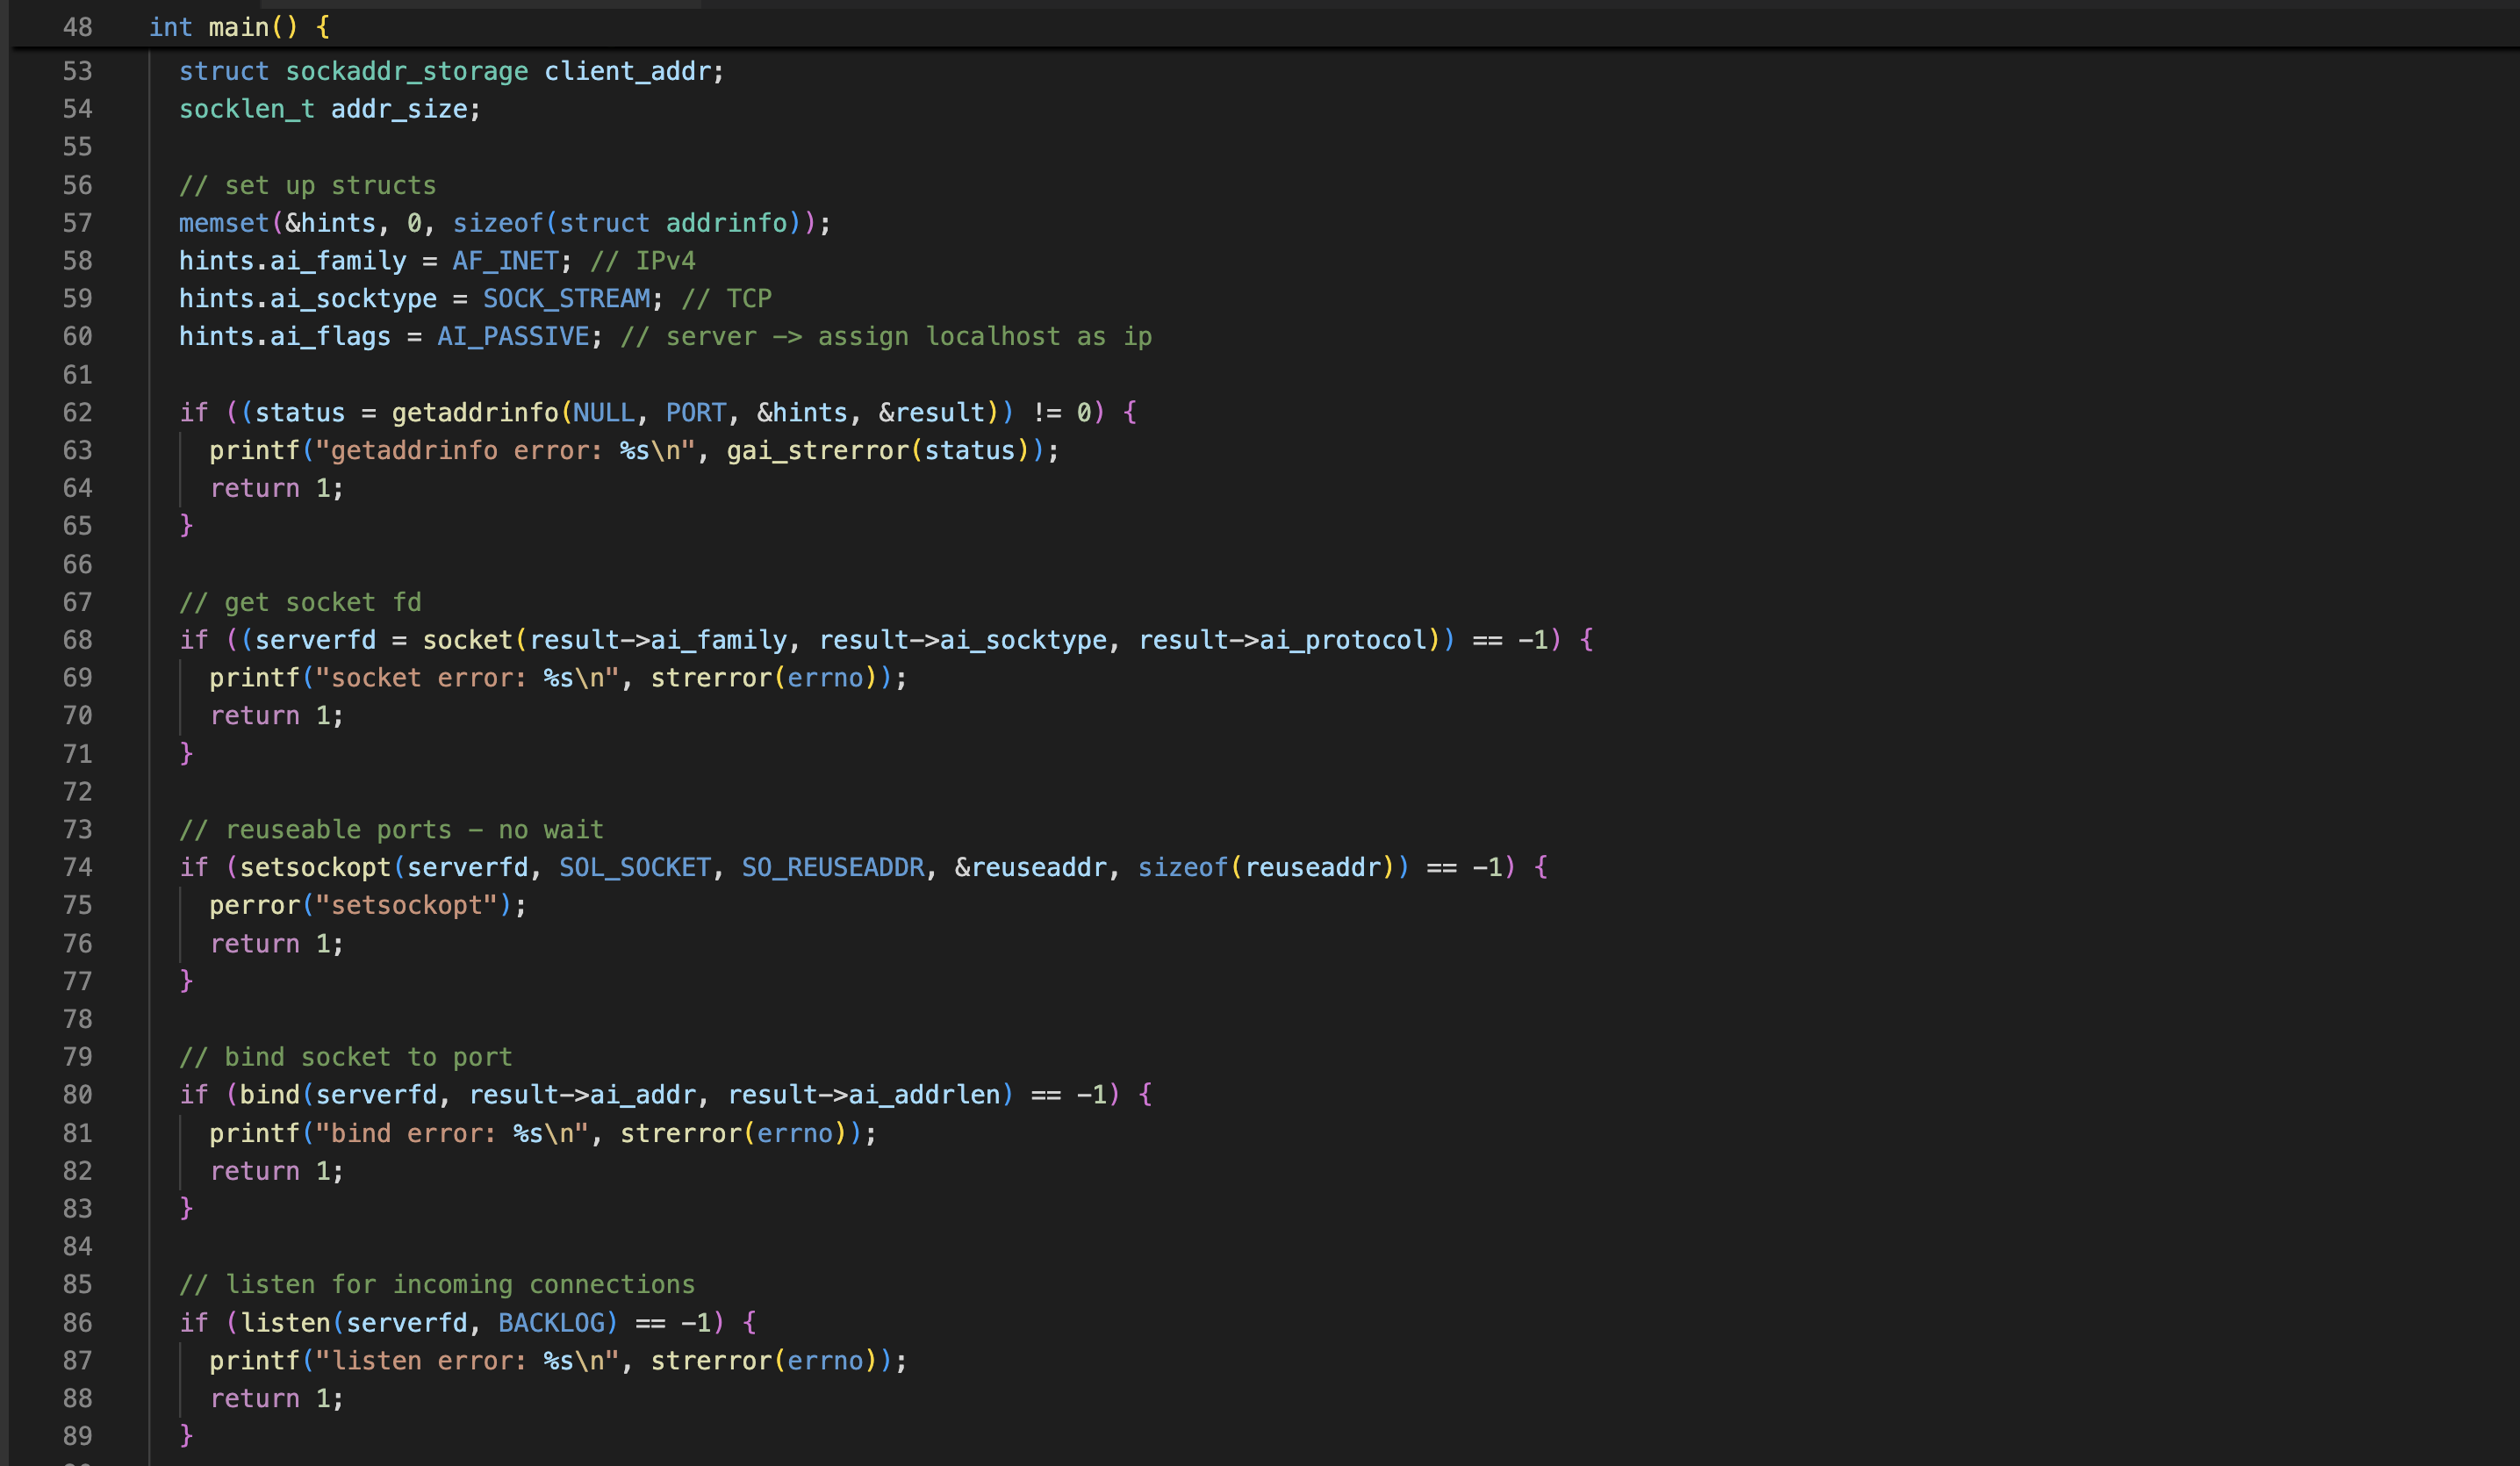 48 int main() {
53 struct sockaddr_storage client_addr;
54 socklen_t addr_size;
55
56 // set up structs
57 memset(&hints, 0, sizeof(struct addrinfo));
58 hints.ai_family = AF_INET; // IPv4
59 hints.ai_socktype = SOCK_STREAM; // TCP
60 hints.ai_flags = AI_PASSIVE; // server -> assign localhost as ip
61
62 if ((status = getaddrinfo(NULL, PORT, &hints, &result)) != 0) {
63 printf("getaddrinfo error: %s\n", gai_strerror(status));
64 return 1;
65 }
66
67 // get socket fd
68 if ((serverfd = socket(result->ai_family, result->ai_socktype, result->ai_protocol)) == -1) {
69 printf("socket error: %s\n", strerror(errno));
70 return 1;
71 }
72
73 // reuseable ports - no wait
74 if (setsockopt(serverfd, SOL_SOCKET, SO_REUSEADDR, &reuseaddr, sizeof(reuseaddr)) == -1) {
75 perror("setsockopt");
76 return 1;
77 }
78
79 // bind socket to port
80 if (bind(serverfd, result->ai_addr, result->ai_addrlen) == -1) {
81 printf("bind error: %s\n", strerror(errno));
82 return 1;
83 }
84
85 // listen for incoming connections
86 if (listen(serverfd, BACKLOG) == -1) {
87 printf("listen error: %s\n", strerror(errno));
88 return 1;
89 }